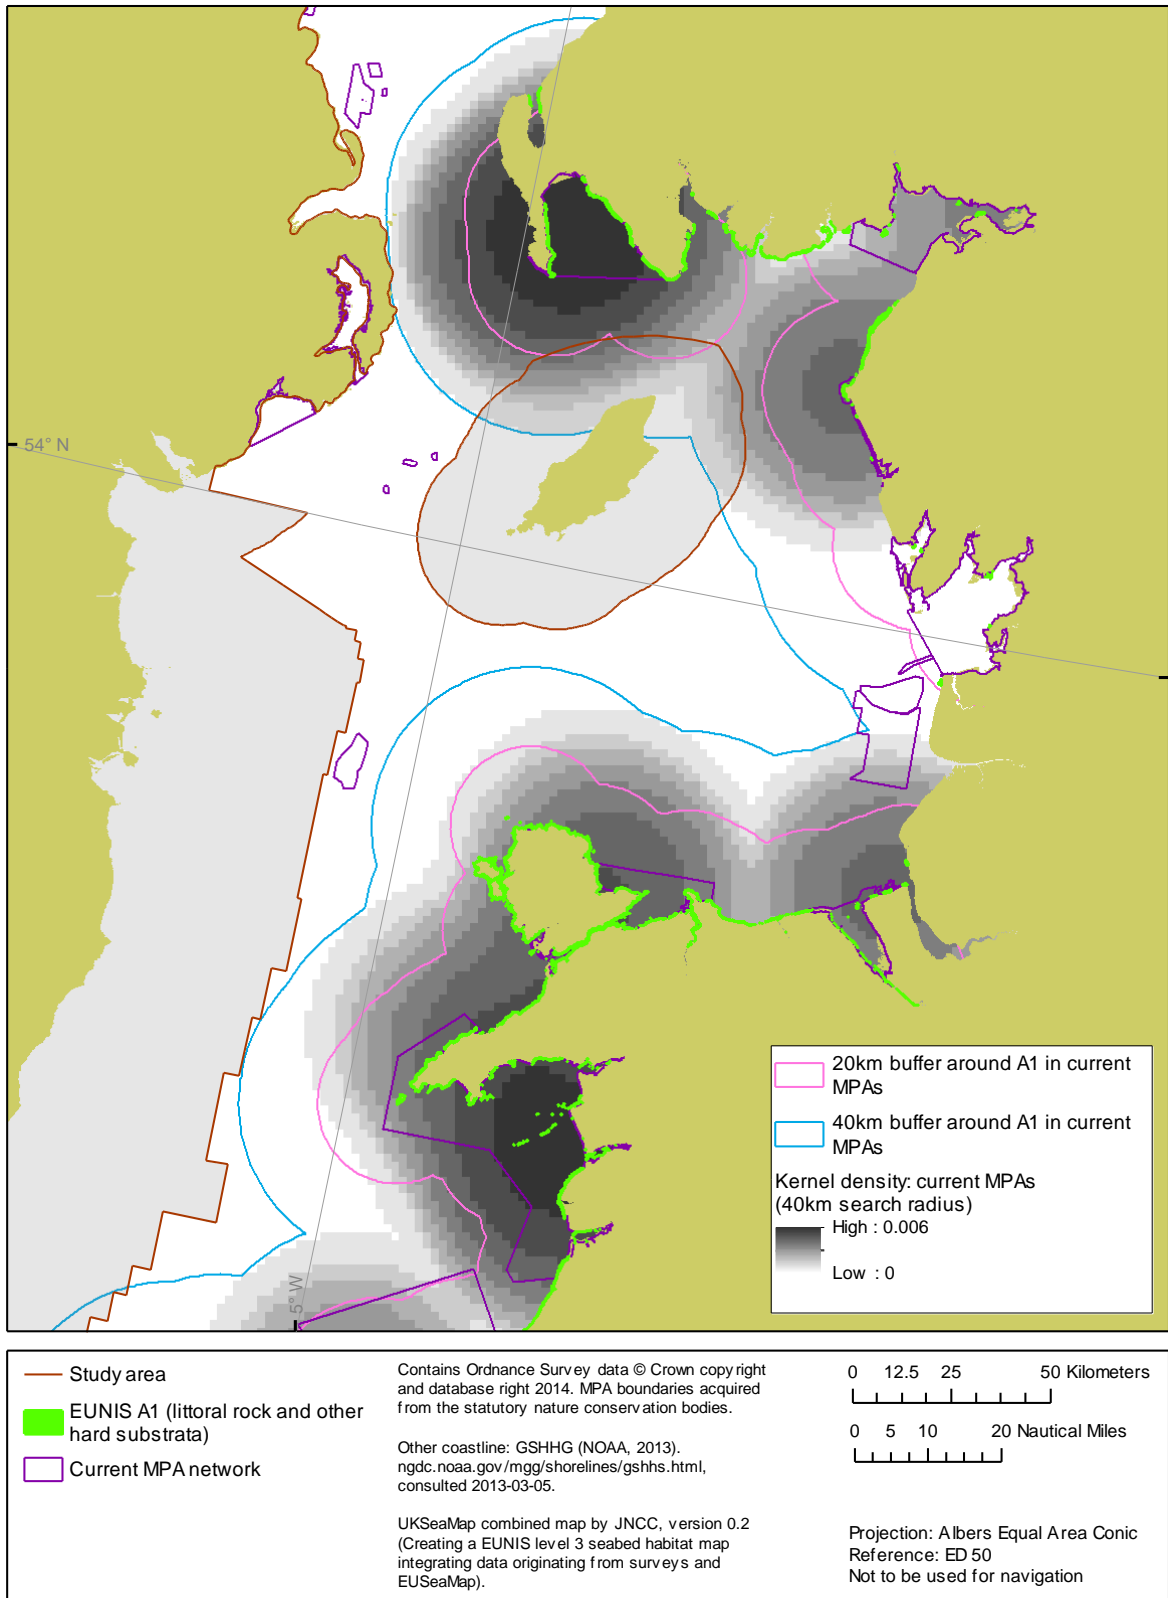 54° N
5° W
20km buffer around A1 in current
MPAs
40km buffer around A1 in current
MPAs
Kernel density: current MPAs
(40km search radius)
High : 0.006
Low : 0
Study area
EUNIS A1 (littoral rock and other
hard substrata)
Current MPA network
Contains Ordnance Survey data © Crown copyright
and database right 2014. MPA boundaries acquired
from the statutory nature conservation bodies.
Other coastline: GSHHG (NOAA, 2013).
ngdc.noaa.gov/mgg/shorelines/gshhs.html,
consulted 2013-03-05.
UKSeaMap combined map by JNCC, version 0.2
(Creating a EUNIS level 3 seabed habitat map
integrating data originating from surveys and
EUSeaMap).
0 12.5 25 50 Kilometers
0 5 10 20 Nautical Miles
Projection: Albers Equal Area Conic
Reference: ED 50
Not to be used for navigation